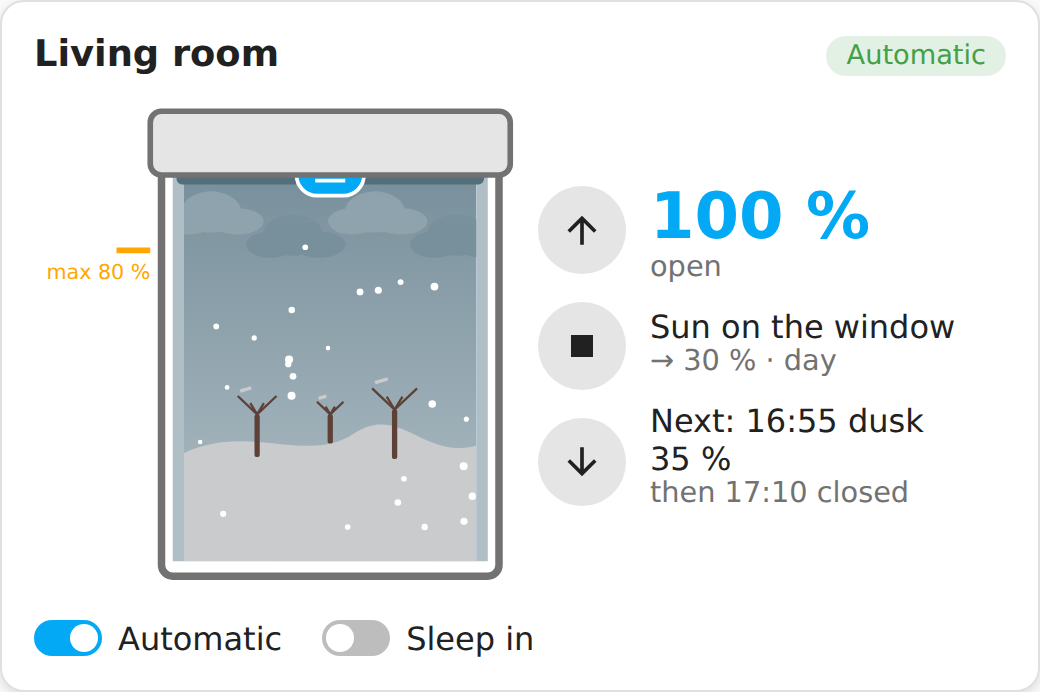 Living room
Automatic
max 80 %
100 %
open
Sun on the window
→ 30 % · day
Next: 16:55 dusk
35 %
then 17:10 closed
Automatic
Sleep in